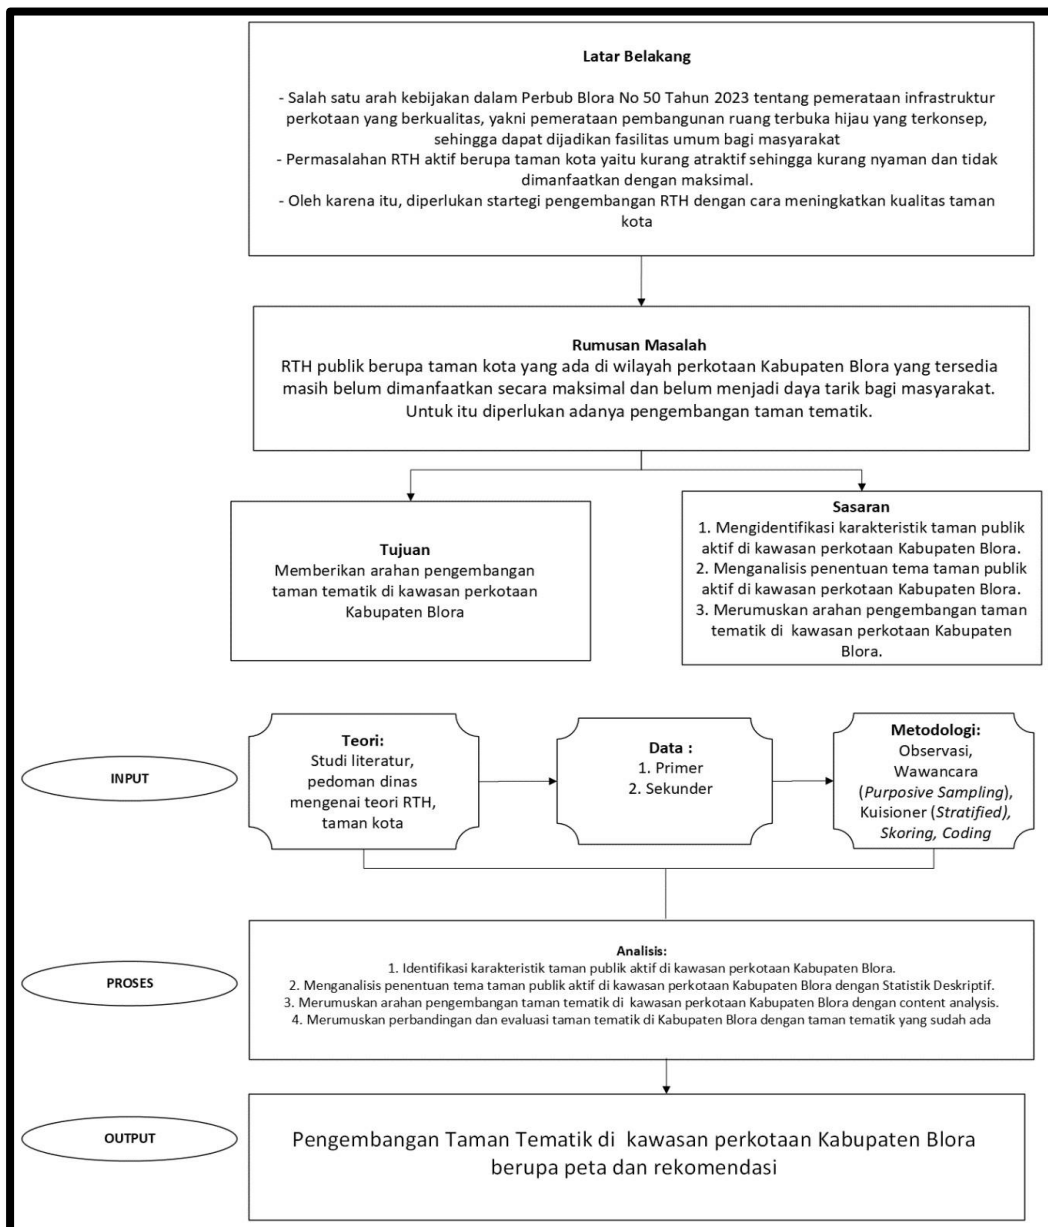 Latar Belakang
- Salah satu arah kebijakan dalam Perbub Blora No 50 Tahun 2023 tentang pemerataan infrastruktur
perkotaan yang berkualitas, yakni pemerataan pembangunan ruang terbuka hijau yang terkonsep,
sehingga dapat dijadikan fasilitas umum bagi masyarakat
- Permasalahan RTH aktif berupa taman kota yaitu kurang atraktif sehingga kurang nyaman dan tidak
dimanfaatkan dengan maksimal.
- Oleh karena itu, diperlukan startegi pengembangan RTH dengan cara meningkatkan kualitas taman
kota
Rumusan Masalah
RTH publik berupa taman kota yang ada di wilayah perkotaan Kabupaten Blora yang tersedia
masih belum dimanfaatkan secara maksimal dan belum menjadi daya tarik bagi masyarakat.
Untuk itu diperlukan adanya pengembangan taman tematik.
Tujuan
Memberikan arahan pengembangan
taman tematik di kawasan perkotaan
Kabupaten Blora
Sasaran
1. Mengidentifikasi karakteristik taman publik
aktif di kawasan perkotaan Kabupaten Blora.
2. Menganalisis penentuan tema taman publik
aktif di kawasan perkotaan Kabupaten Blora.
3. Merumuskan arahan pengembangan taman
tematik di kawasan perkotaan Kabupaten
Blora.
INPUT
Teori:
Studi literatur,
pedoman dinas
mengenai teori RTH,
taman kota
Data :
1. Primer
2. Sekunder
Metodologi:
Observasi,
Wawancara
(Purposive Sampling),
Kuisioner (Stratified),
Skoring, Coding
PROSES
Analisis:
1. Identifikasi karakteristik taman publik aktif di kawasan perkotaan Kabupaten Blora.
2. Menganalisis penentuan tema taman publik aktif di kawasan perkotaan Kabupaten Blora dengan Statistik Deskriptif.
3. Merumuskan arahan pengembangan taman tematik di kawasan perkotaan Kabupaten Blora dengan content analysis.
4. Merumuskan perbandingan dan evaluasi taman tematik di Kabupaten Blora dengan taman tematik yang sudah ada
OUTPUT
Pengembangan Taman Tematik di kawasan perkotaan Kabupaten Blora
berupa peta dan rekomendasi